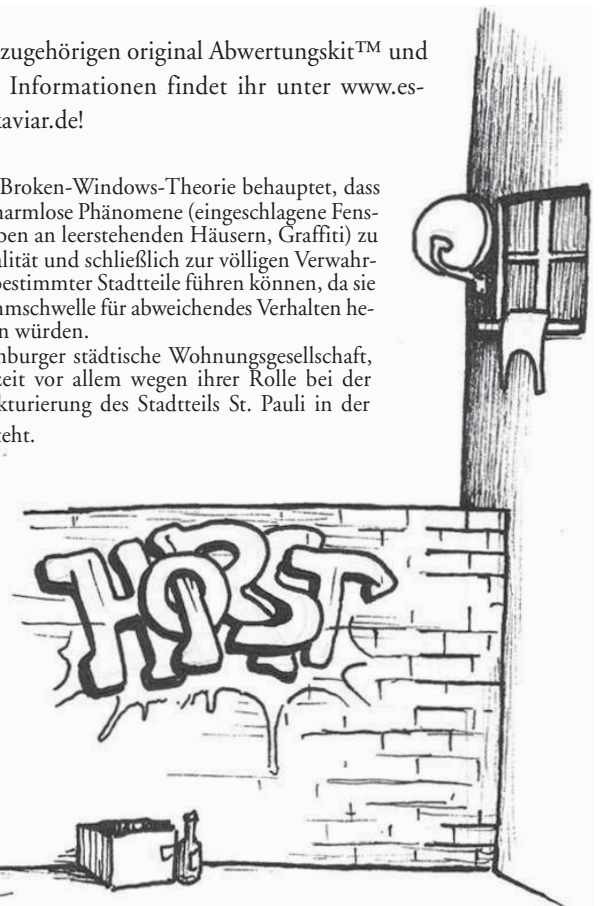 zugehörigen original Abwertungskit™ und
Informationen findet ihr unter www.es-
kaviar.de!
Broken-Windows-Theorie behauptet, dass
harmlose Phänomene (eingeschlagene Fens-
ben an leerstehenden Häusern, Graffiti) zu
alität und schließlich zur völligen Verwahr-
bestimmter Stadtteile führen können, da sie
mmschwelle für abweichendes Verhalten he-
n würden.
nburger städtische Wohnungsgesellschaft,
zeit vor allem wegen ihrer Rolle bei der
kturierung des Stadtteils St. Pauli in der
teht.
HORST